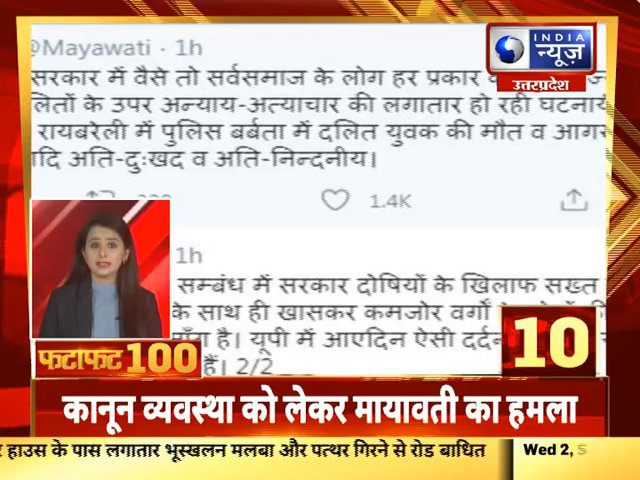 @Mayawati · 1h
INDIA
न्यूज़
उत्तरप्रदेश
सरकार में वैसे तो सर्वसमाज के लोग हर प्रकार
लितों के उपर अन्याय-अत्याचार की लगातार हो रही घटनायें
रायबरेली में पुलिस बर्बता में दलित युवक की मौत व आगर
ादि अति-दुःखद व अति-निन्दनीय।
1.4K
1h
सम्बंध में सरकार दोषियों के खिलाफ सख्त
के साथ ही खासकर कमजोर वर्गों
है। यूपी में आएदिन ऐसी
हैं। 2/2
10
फटाफट 100
कानून व्यवस्था को लेकर मायावती का हमला
र हाउस के पास लगातार भूस्खलन मलबा और पत्थर गिरने से रोड बाधित
Wed 2, S